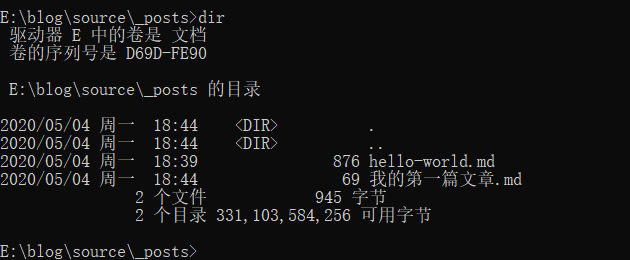 E:\blog\source\_posts>dir
驱动器 E 中的卷是 文档
卷的序列号是 D69D-FE90
E:\blog\source\_posts 的目录
2020/05/04 周一  18:44    <DIR>          .
2020/05/04 周一  18:44    <DIR>          ..
2020/05/04 周一  18:39               876 hello-world.md
2020/05/04 周一  18:44                69 我的第一篇文章.md
2 个文件            945 字节
2 个目录 331,103,584,256 可用字节
E:\blog\source\_posts>